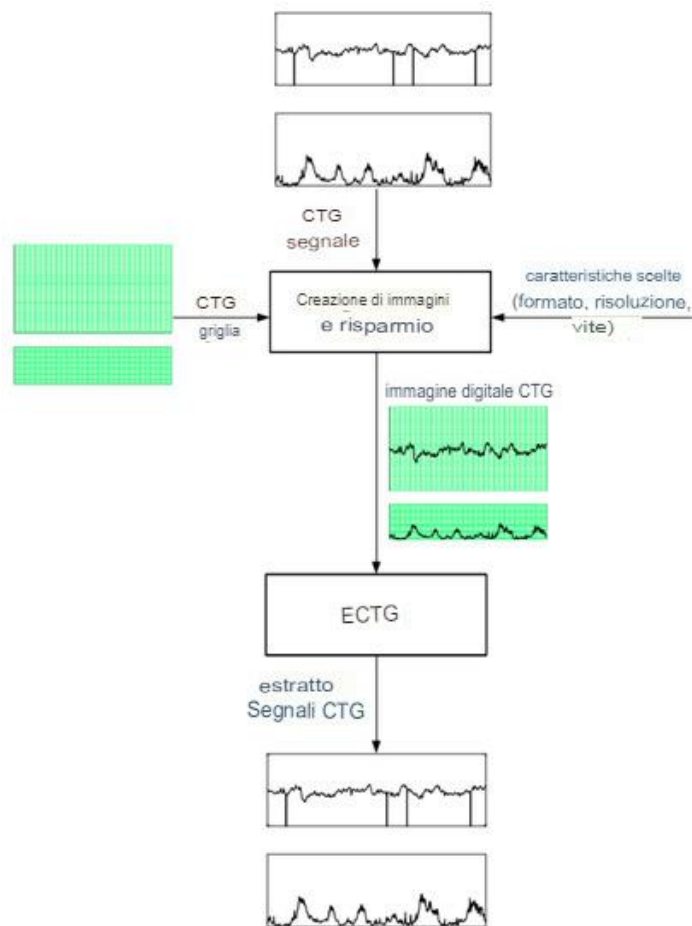 CTG
segnale
CTG
griglia
Creazione di immagini
e risparmio
caratteristiche scelte
(formato, risoluzione,
vite)
immagine digitale CTG
ECTG
estratto
Segnali CTG